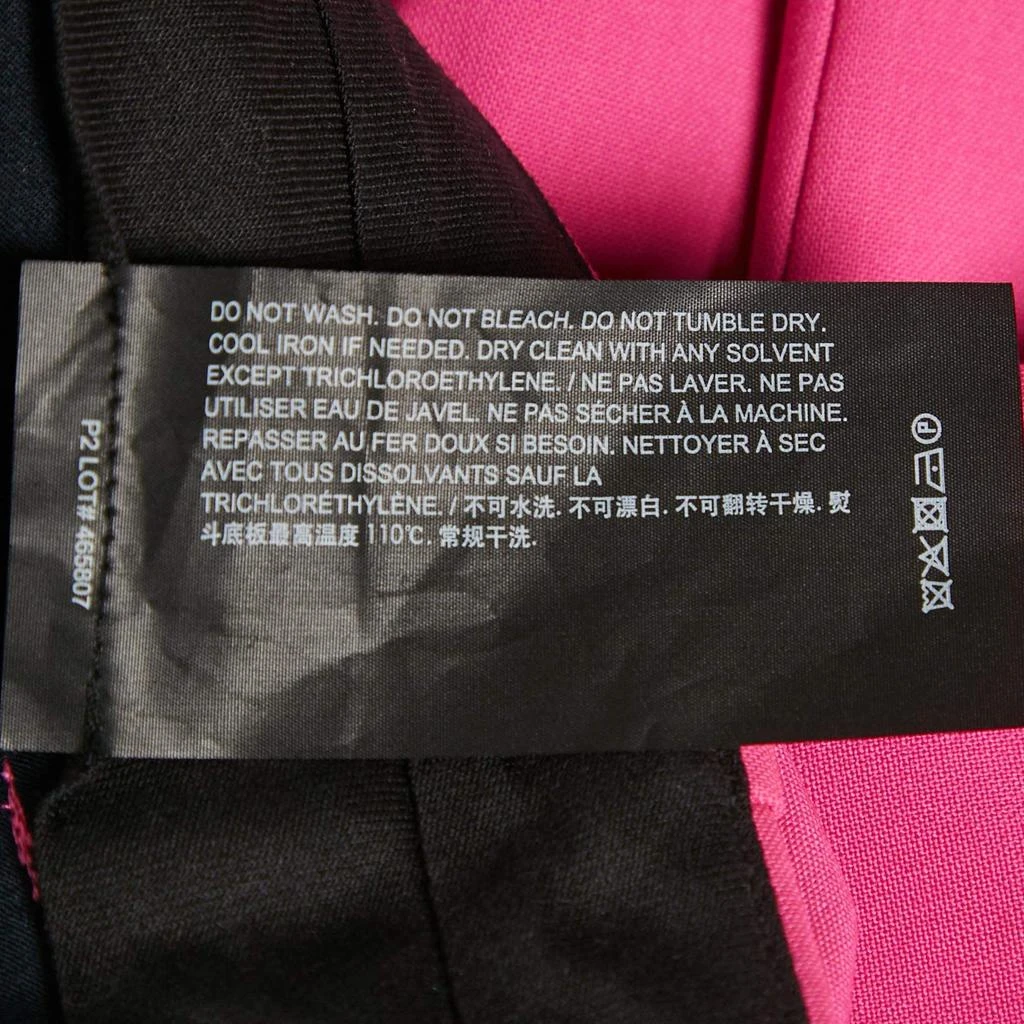 DO NOT WASH. DO NOT BLEACH. DO NOT TUMBLE DRY.
COOL IRON IF NEEDED. DRY CLEAN WITH ANY SOLVENT
EXCEPT TRICHLOROETHYLENE. / NE PAS LAVER. NE PAS
UTILISER EAU DE JAVEL. NE PAS SÉCHER À LA MACHINE.
REPASSER AU FER DOUX SI BESOIN. NETTOYER À SEC
AVEC TOUS DISSOLVANTS SAUF LA
TRICHLORÉTHYLÈNE. / 不可水洗. 不可漂白. 不可翻转干燥. 熨
斗底板最高温度 110℃. 常规干洗.
P2 LOT# 465807
P